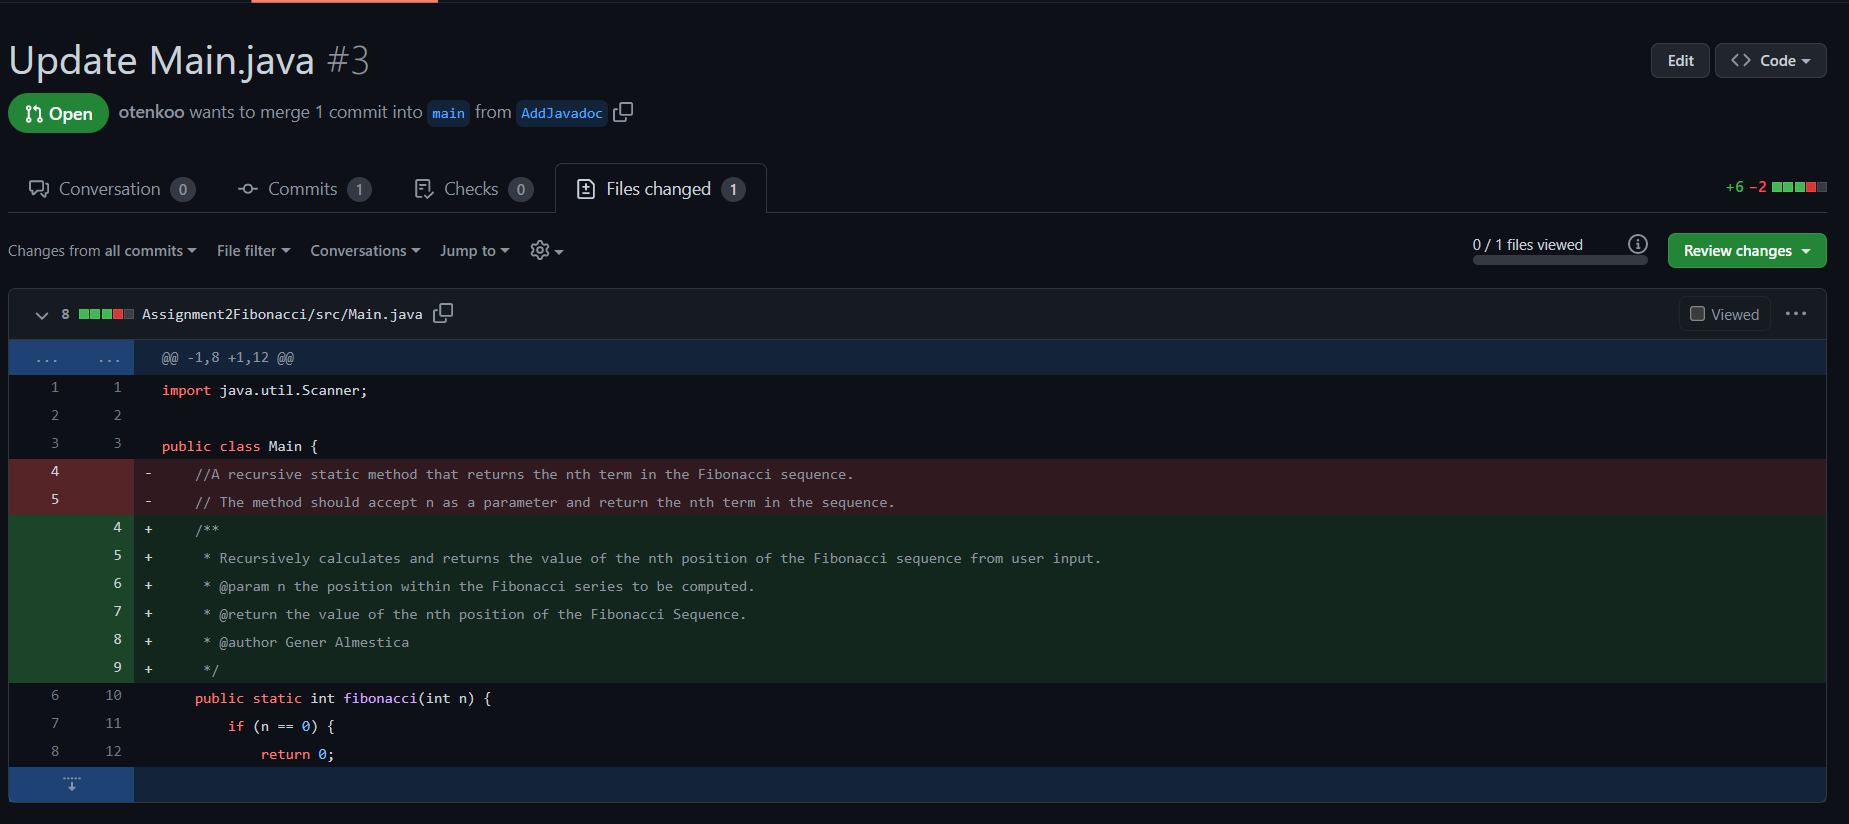 Update Main.java #3
Edit
Code
Open
otenkoo wants to merge 1 commit into main from AddJavadoc
Conversation 0
Commits 1
Checks 0
Files changed 1
+6 −2
Changes from all commits
File filter
Conversations
Jump to
0 / 1 files viewed
Review changes
8 Assignment2Fibonacci/src/Main.java
Viewed
... ... @@ -1,8 +1,12 @@
1 1 import java.util.Scanner;
2 2
3 3 public class Main {
4 - //A recursive static method that returns the nth term in the Fibonacci sequence.
5 - // The method should accept n as a parameter and return the nth term in the sequence.
4 + /**
5 + * Recursively calculates and returns the value of the nth position of the Fibonacci sequence from user input.
6 + * @param n the position within the Fibonacci series to be computed.
7 + * @return the value of the nth position of the Fibonacci Sequence.
8 + * @author Gener Almestica
9 + */
6 10 public static int fibonacci(int n) {
7 11 if (n == 0) {
8 12 return 0;